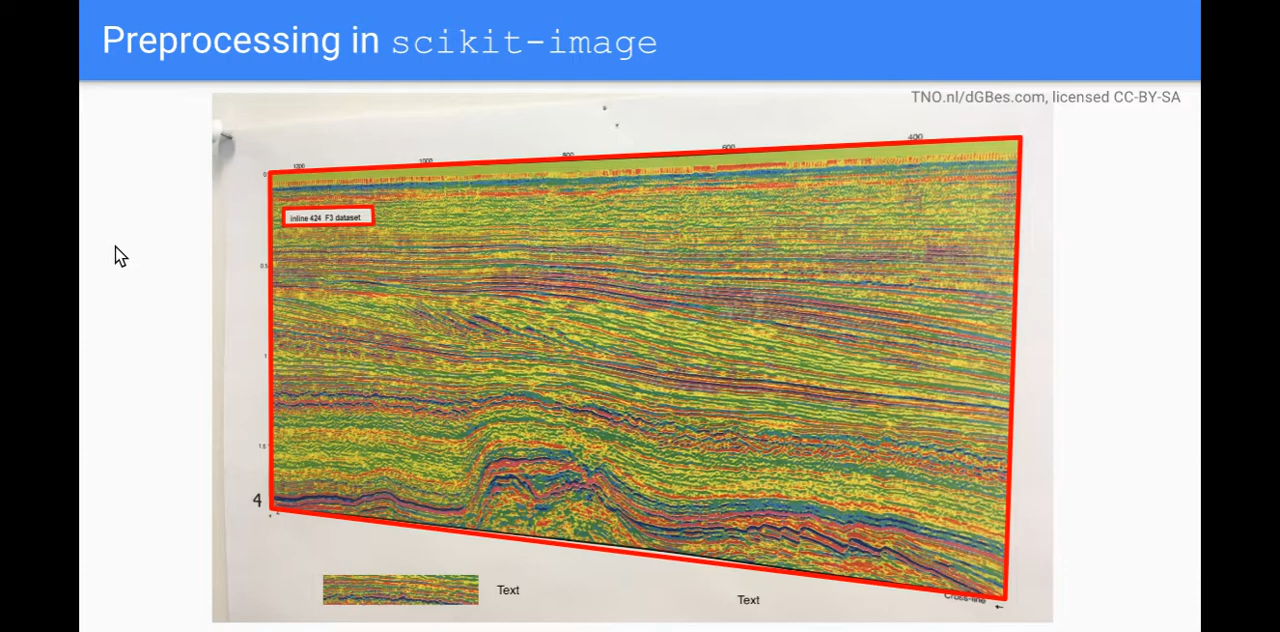 Preprocessing in scikit-image
TNO.nl/dGBes.com, licensed CC-BY-SA
1200 1000 800 600 400
0
inline 424 F3 dataset
0.5
1
1.5
4
Text
Text
Cross-line